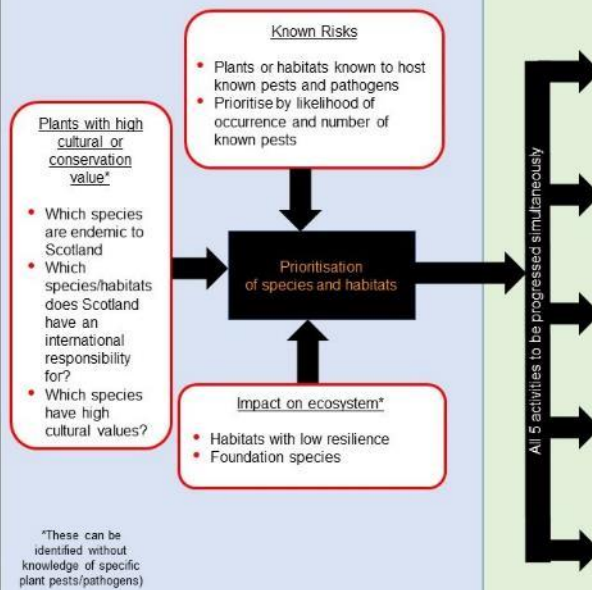 Known Risks
• Plants or habitats known to host
known pests and pathogens
• Prioritise by likelihood of
occurrence and number of
known pests
Plants with high
cultural or
conservation
value*
• Which species
are endemic to
Scotland
• Which
species/habitats
does Scotland
have an
international
responsibility
for?
• Which species
have high
cultural values?
Prioritisation
of species and habitats
Impact on ecosystem*
• Habitats with low resilience
• Foundation species
*These can be
identified without
knowledge of specific
plant pests/pathogens)
All 5 activities to be progressed simultaneously